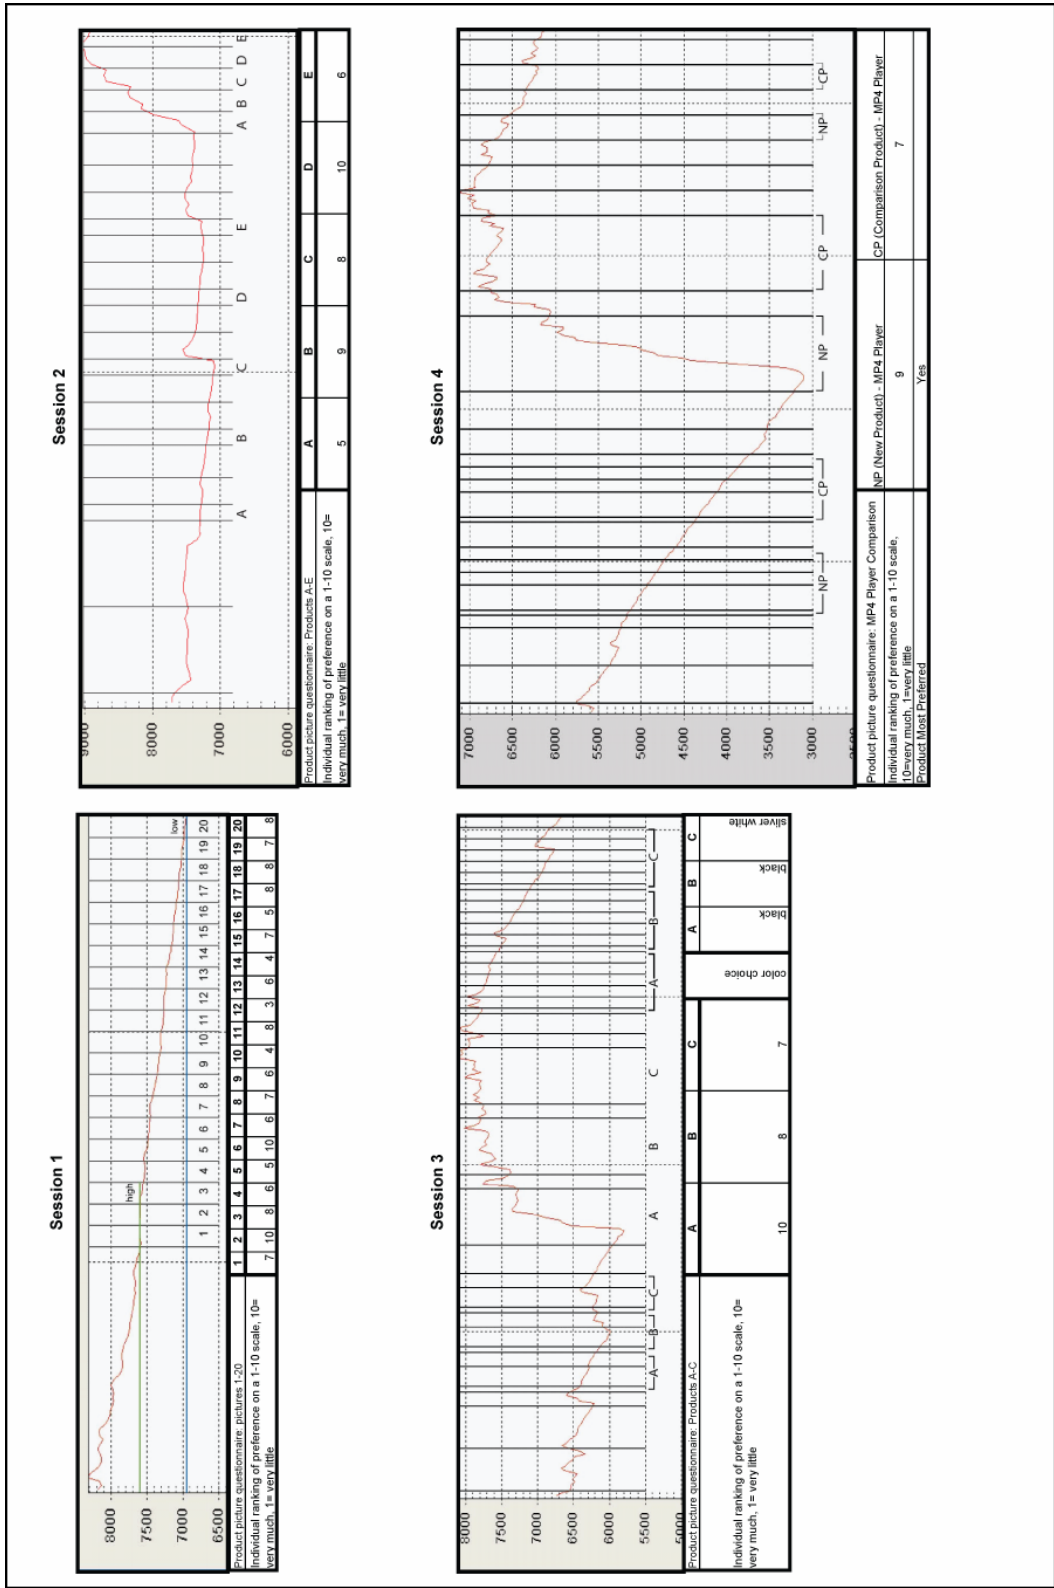 Session 1
8000
7500
7000
6500
high
low
1 2 3 4 5 6 7 8 9 10 11 12 13 14 15 16 17 18 19 20
Product picture questionnaire: pictures 1-20
1 2 3 4 5 6 7 8 9 10 11 12 13 14 15 16 17 18 19 20
Individual ranking of preference on a 1-10 scale, 10=
very much, 1= very little
7 10 8 6 5 10 6 7 6 4 8 3 6 4 7 5 8 8 7 8
Session 2
9000
8000
7000
6000
A B C D E A B C D E
Product picture questionnaire: Products A-E
A B C D E
Individual ranking of preference on a 1-10 scale, 10=
very much, 1= very little
5 9 8 10 6
Session 3
8000
7500
7000
6500
6000
5500
5000
A B C A B C A B C
Product picture questionnaire: Products A-C
A B C
color choice
A B C
Individual ranking of preference on a 1-10 scale, 10=
very much, 1= very little
10 8 7
black black sliver white
Session 4
7000
6500
6000
5500
5000
4500
4000
3500
3000
2500
NP CP NP CP NP CP
Product picture questionnaire: MP4 Player Comparison
NP (New Product) - MP4 Player
CP (Comparison Product) - MP4 Player
Individual ranking of preference on a 1-10 scale,
10=very much, 1=very little
9 7
Product Most Preferred
Yes